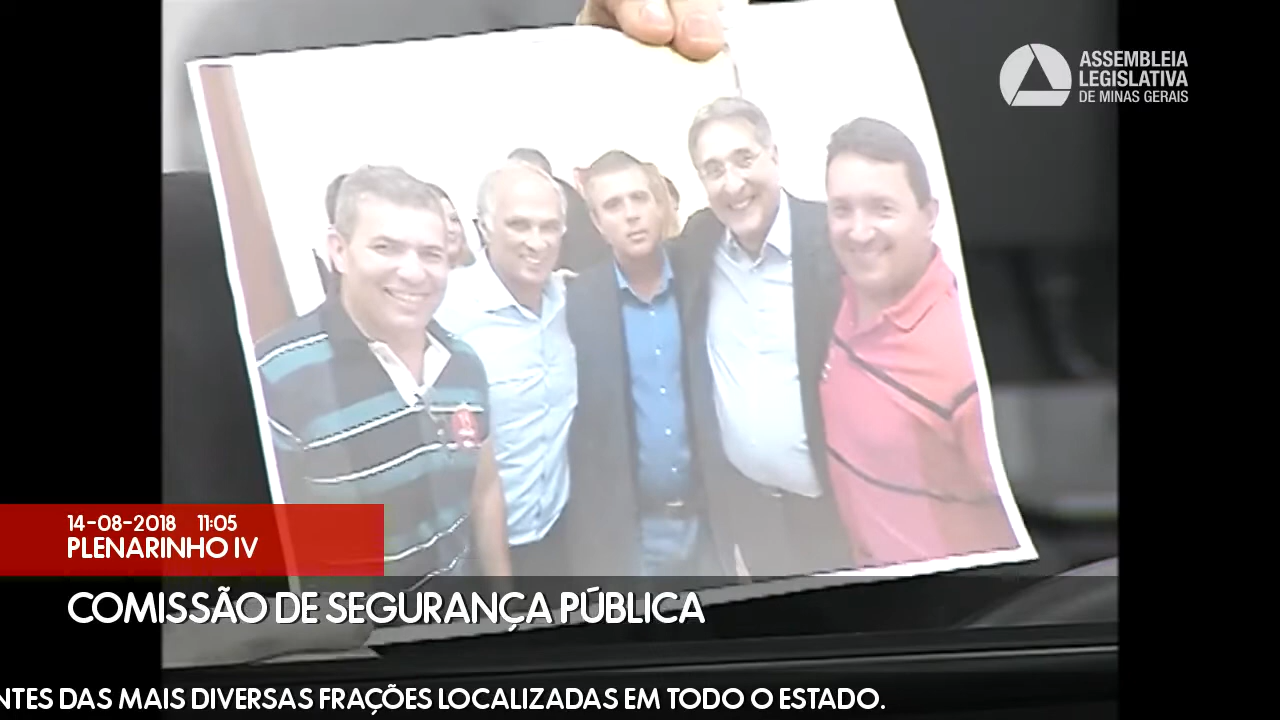 ASSEMBLEIA
LEGISLATIVA
DE MINAS GERAIS
14-08-2018 11:05
PLENARINHO IV
COMISSÃO DE SEGURANÇA PÚBLICA
DAS MAIS DIVERSAS FRAÇÕES LOCALIZADAS EM TODO O ESTADO.